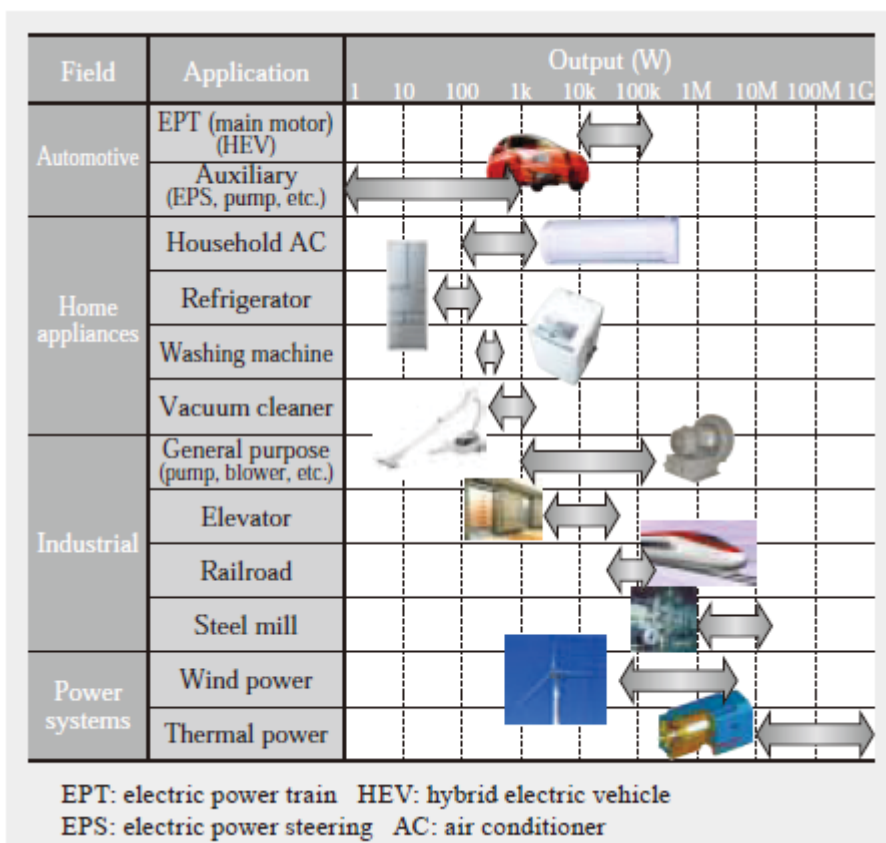 Field
Application
Output (W)
1 10 100 1k 10k 100k 1M 10M 100M 1G
Automotive
EPT (main motor)
(HEV)
Auxiliary
(EPS, pump, etc.)
Home
appliances
Household AC
Refrigerator
Washing machine
Vacuum cleaner
Industrial
General purpose
(pump, blower, etc.)
Elevator
Railroad
Steel mill
Power
systems
Wind power
Thermal power
EPT: electric power train HEV: hybrid electric vehicle
EPS: electric power steering AC: air conditioner